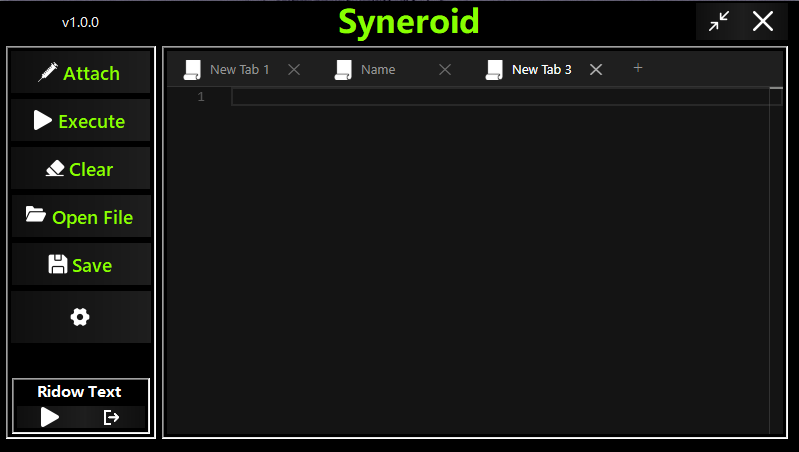 v1.0.0
Syneroid
Attach
Execute
Clear
Open File
Save
Ridow Text
New Tab 1
Name
New Tab 3
+
1